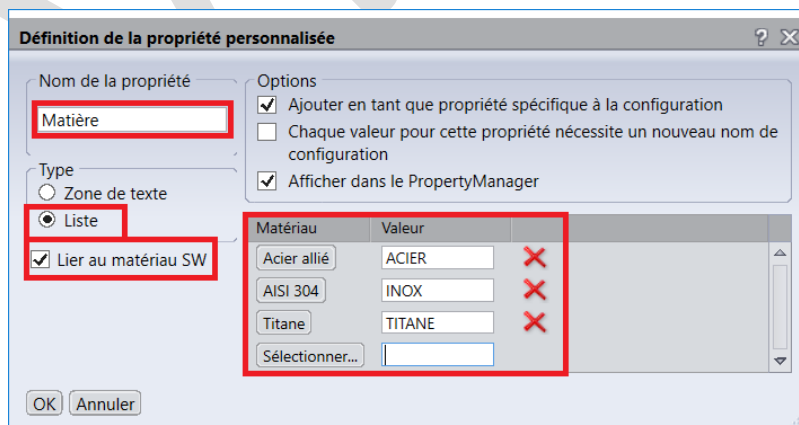 Définition de la propriété personnalisée
Nom de la propriété
Matière
Type
Zone de texte
Liste
Lier au matériau SW
Options
Ajouter en tant que propriété spécifique à la configuration
Chaque valeur pour cette propriété nécessite un nouveau nom de
configuration
Afficher dans le PropertyManager
Matériau Valeur
Acier allié ACIER
AISI 304 INOX
Titane TITANE
Sélectionner...
OK Annuler